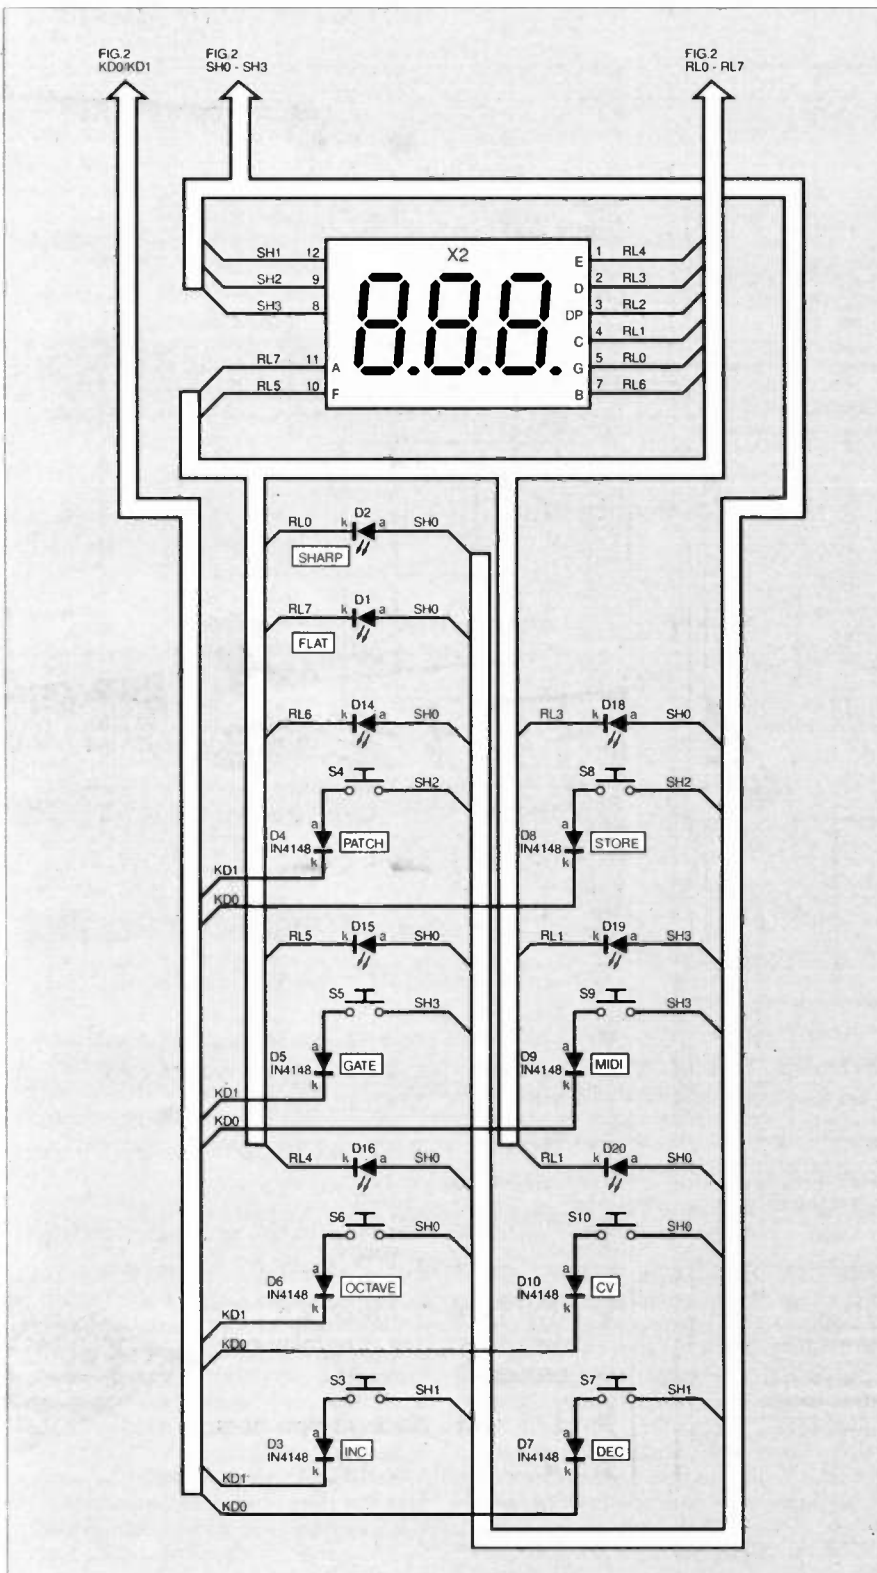 FIG.2 FIG.2 FIG.2
KD0/KD1 SH0 - SH3 RL0 - RL7
X2
SH1 12 E 1 RL4
SH2 9 D 2 RL3
SH3 8 DP 3 RL2
C 4 RL1
RL7 11 A G 5 RL0
RL5 10 F B 7 RL6
D2
RL0 k a SH0
SHARP
D1
RL7 k a SH0
FLAT
D14 D18
RL6 k a SH0 RL3 k a SH0
S4 SH2 S8 SH2
a a
D4 PATCH D8 STORE
IN4148 IN4148
k k
KD1
KD0
D15 D19
RL5 k a SH0 RL1 k a SH3
S5 SH3 S9 SH3
a a
D5 GATE D9 MIDI
IN4148 IN4148
k k
KD1
KD0
D16 D20
RL4 k a SH0 RL1 k a SH0
S6 SH0 S10 SH0
a a
D6 OCTAVE D10 CV
IN4148 IN4148
k k
KD1
KD0
S3 SH1 S7 SH1
a a
D3 INC D7 DEC
IN4148 IN4148
k k
KD1
KD0